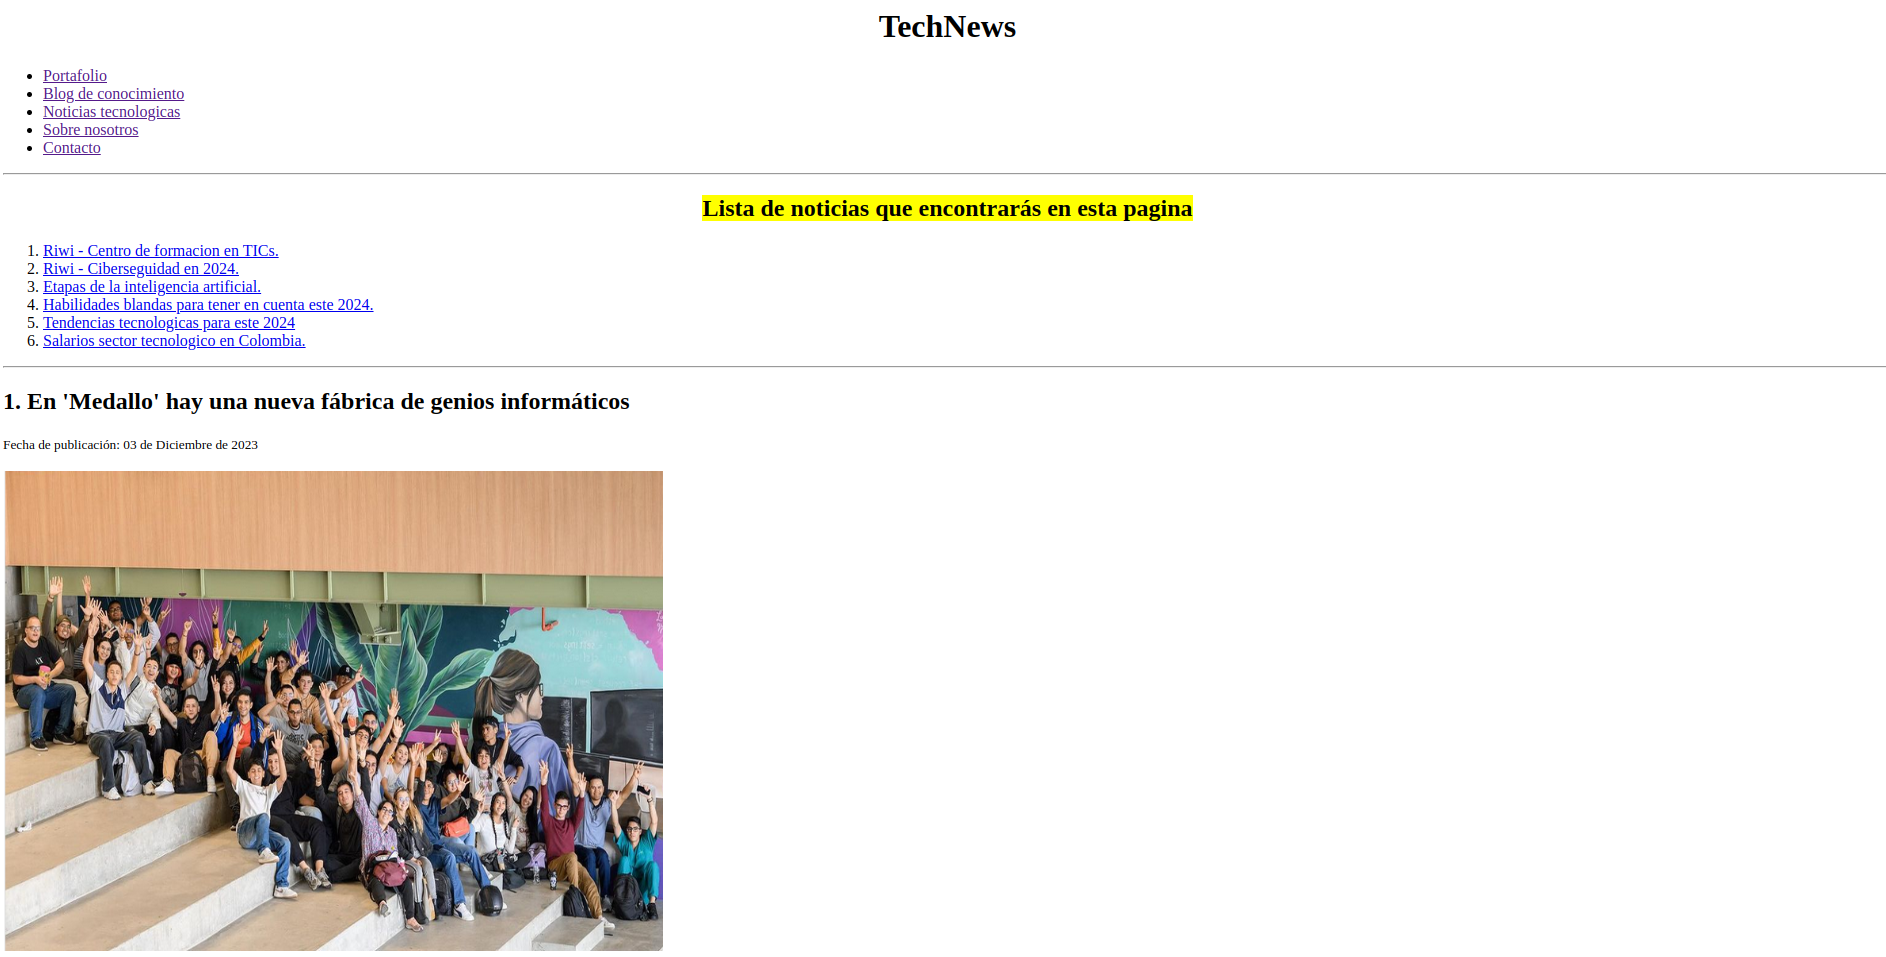 TechNews
Portafolio
Blog de conocimiento
Noticias tecnologicas
Sobre nosotros
Contacto
Lista de noticias que encontrarás en esta pagina
1. Riwi - Centro de formacion en TICs.
2. Riwi - Ciberseguidad en 2024.
3. Etapas de la inteligencia artificial.
4. Habilidades blandas para tener en cuenta este 2024.
5. Tendencias tecnologicas para este 2024
6. Salarios sector tecnologico en Colombia.
1. En 'Medallo' hay una nueva fábrica de genios informáticos
Fecha de publicación: 03 de Diciembre de 2023